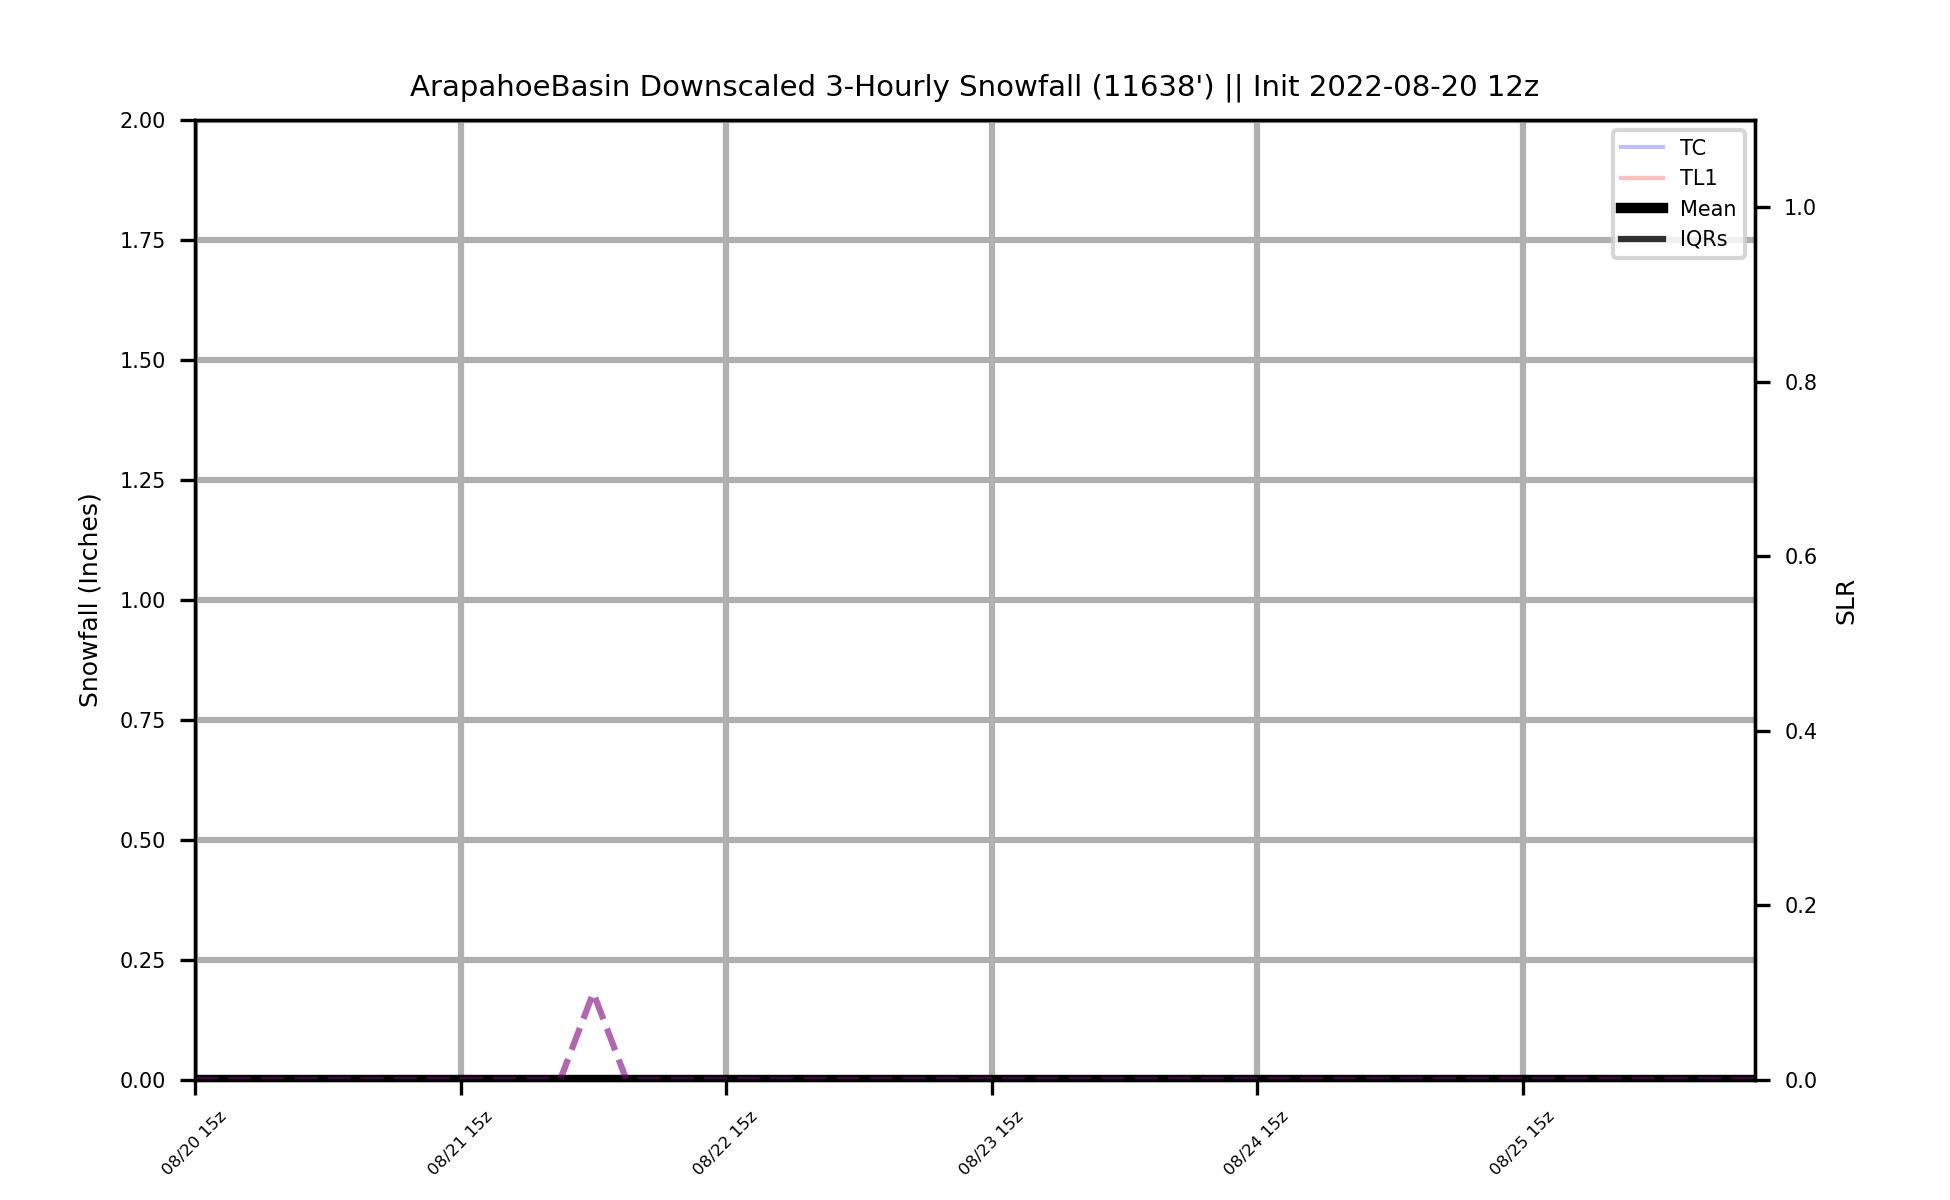 ArapahoeBasin Downscaled 3-Hourly Snowfall (11638') || Init 2022-08-20 12z
2.00
1.75
1.50
1.25
1.00
0.75
0.50
0.25
0.00
Snowfall (Inches)
TC
TL1
Mean
IQRs
1.0
0.8
0.6
0.4
0.2
0.0
SLR
08/20 15z
08/21 15z
08/22 15z
08/23 15z
08/24 15z
08/25 15z